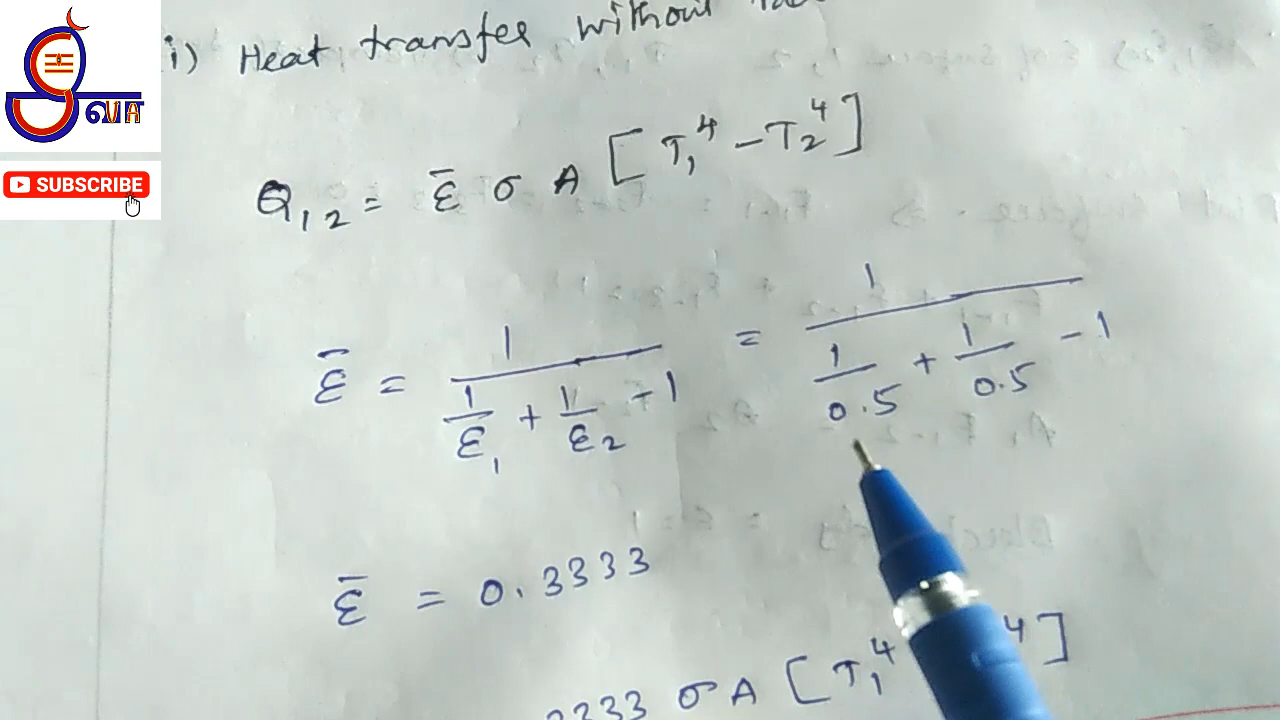 i) Heat transfer without
வா
SUBSCRIBE
Q₁₂ = ε̄ σ A [T₁⁴ - T₂⁴]
ε̄ = 1 / (1/ε₁ + 1/ε₂ - 1) = 1 / (1/0.5 + 1/0.5 - 1)
ε̄ = 0.3333
3333 σ A [T₁⁴ ⁴]